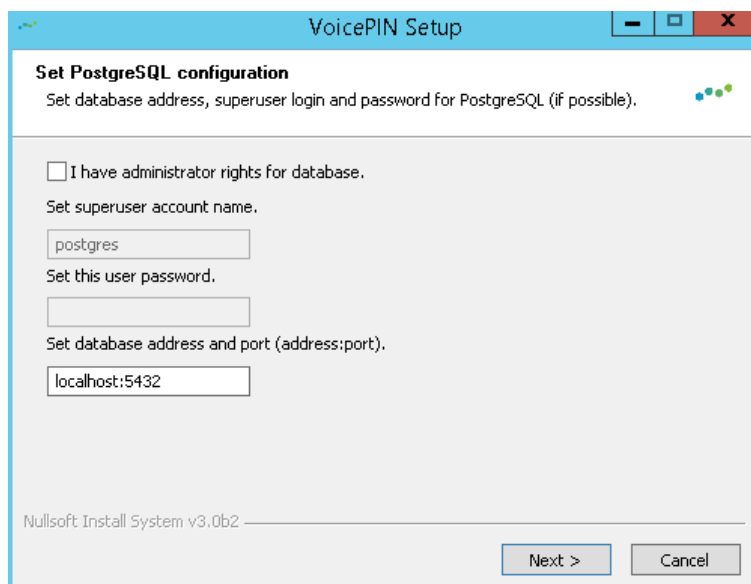 VoicePIN Setup
Set PostgreSQL configuration
Set database address, superuser login and password for PostgreSQL (if possible).
I have administrator rights for database.
Set superuser account name.
postgres
Set this user password.
Set database address and port (address:port).
localhost:5432
Nullsoft Install System v3.0b2
Next >
Cancel